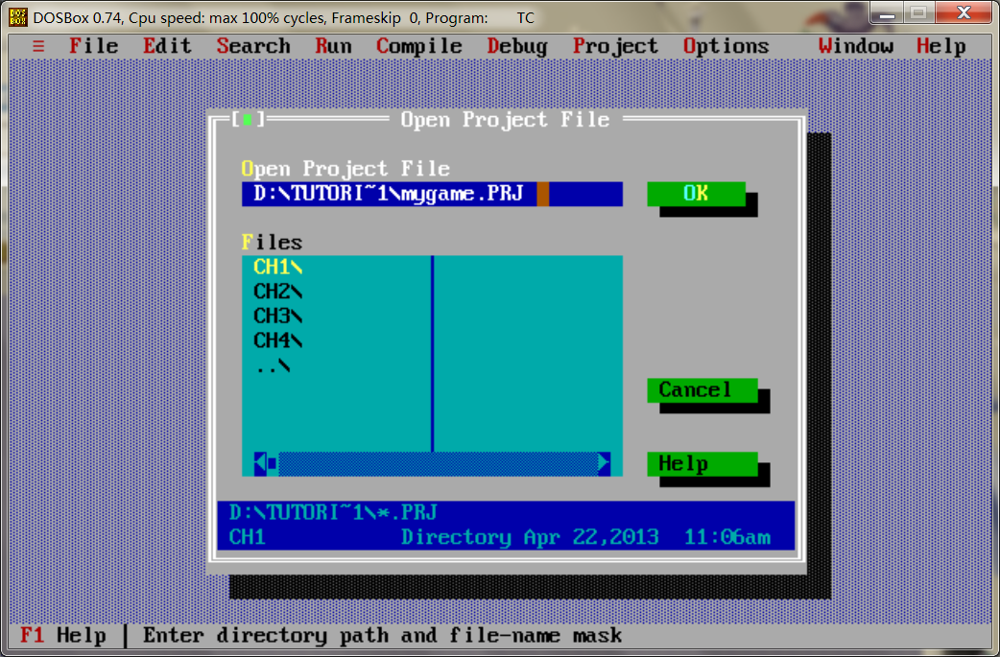 DOSBox 0.74, Cpu speed: max 100% cycles, Frameskip 0, Program: TC
≡ File Edit Search Run Compile Debug Project Options Window Help
[■] Open Project File
Open Project File
D:\TUTORI~1\mygame.PRJ
OK
Files
CH1\
CH2\
CH3\
CH4\
..\
Cancel
Help
D:\TUTORI~1\*.PRJ
CH1 Directory Apr 22,2013 11:06am
F1 Help | Enter directory path and file-name mask